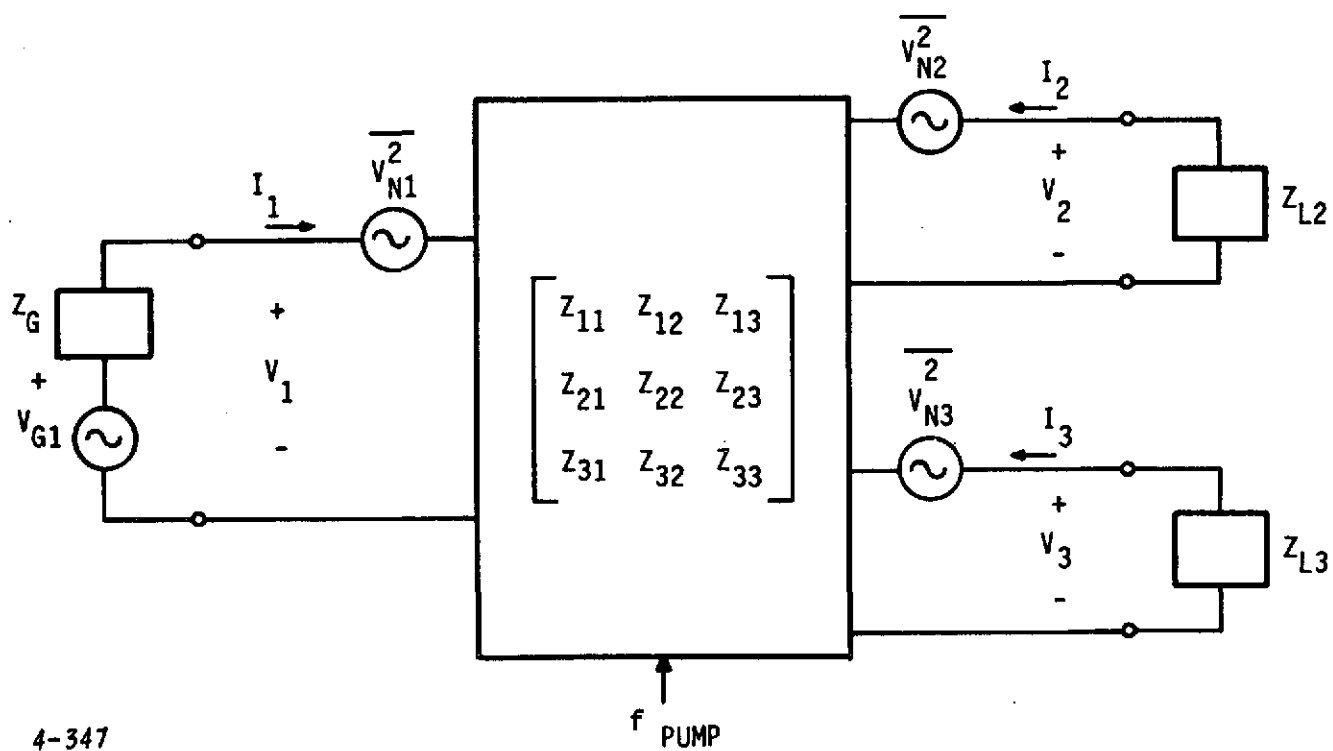 V²N2
I2
V²N1
+
I1
V2
ZL2
-
Z11 Z12 Z13
ZG
+
V²N3
+
V1
Z21 Z22 Z23
I3
VG1
-
Z31 Z32 Z33
+
V3
ZL3
-
f PUMP
4-347